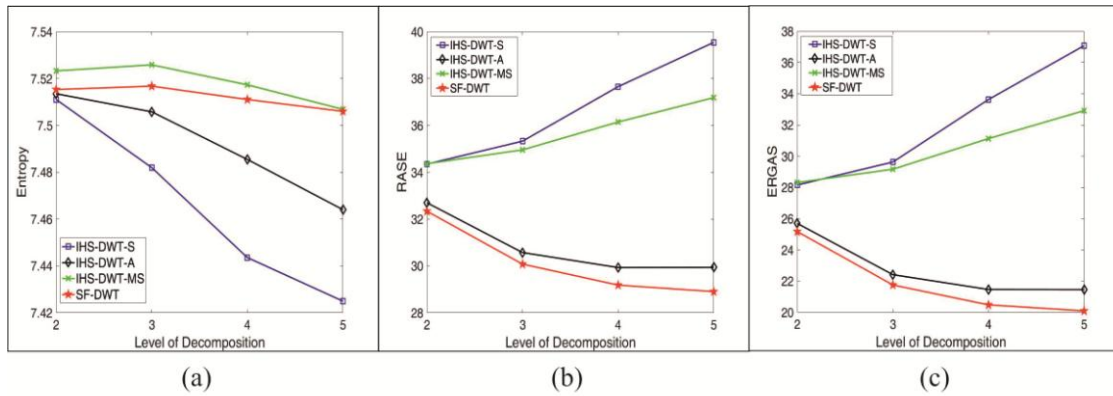 7.54
7.52
7.5
7.48
7.46
7.44
7.42
Entropy
IHS-DWT-S
IHS-DWT-A
IHS-DWT-MS
SF-DWT
2 3 4 5
Level of Decomposition
(a)
40
38
36
34
32
30
28
RASE
IHS-DWT-S
IHS-DWT-A
IHS-DWT-MS
SF-DWT
2 3 4 5
Level of Decomposition
(b)
38
36
34
32
30
28
26
24
22
20
ERGAS
IHS-DWT-S
IHS-DWT-A
IHS-DWT-MS
SF-DWT
2 3 4 5
Level of Decomposition
(c)